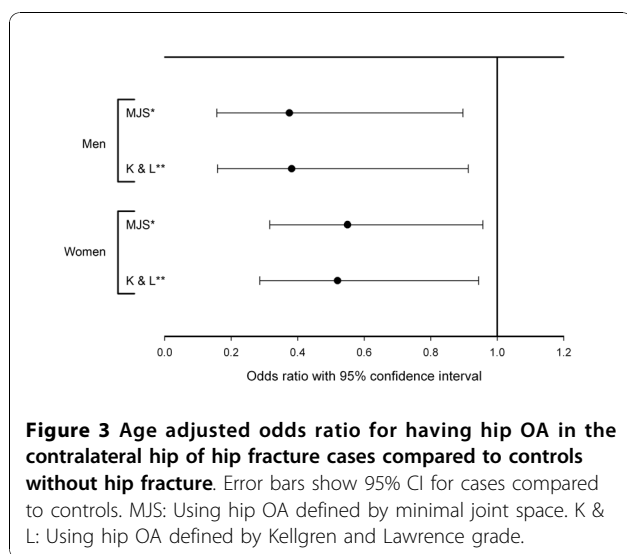 MJS*
Men
K & L**
MJS*
Women
K & L**
0.0 0.2 0.4 0.6 0.8 1.0 1.2
Odds ratio with 95% confidence interval
Figure 3 Age adjusted odds ratio for having hip OA in the
contralateral hip of hip fracture cases compared to controls
without hip fracture. Error bars show 95% CI for cases compared
to controls. MJS: Using hip OA defined by minimal joint space. K &
L: Using hip OA defined by Kellgren and Lawrence grade.